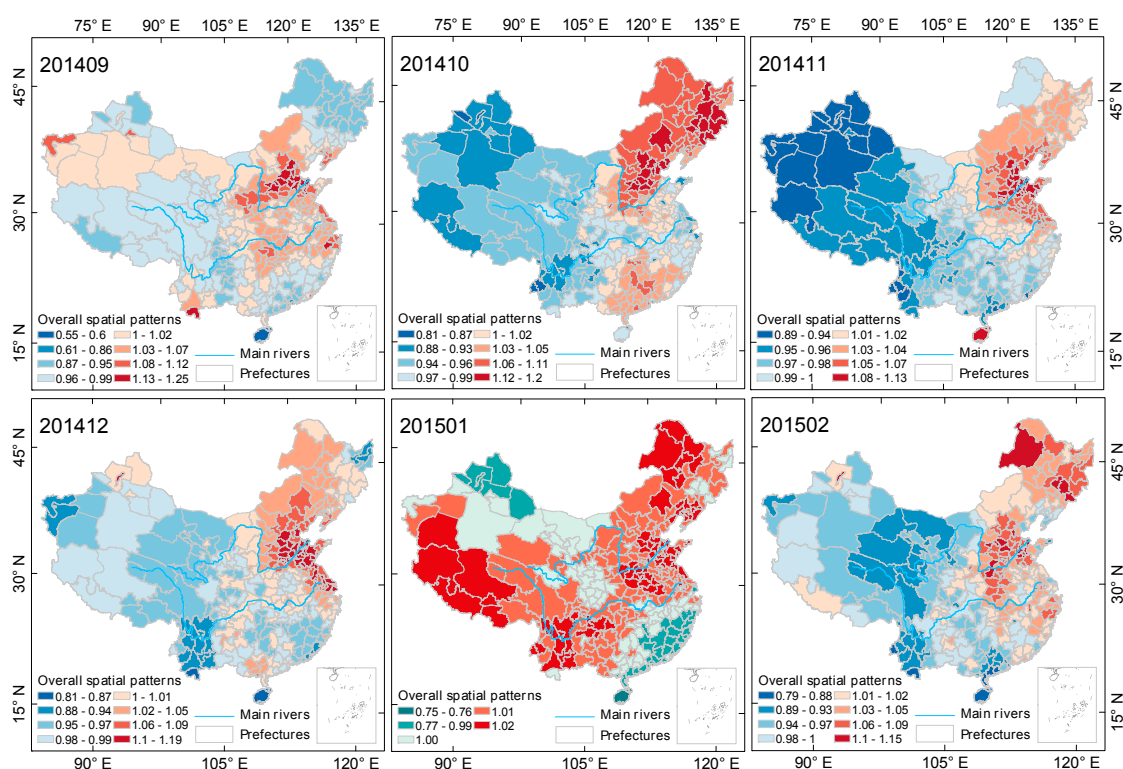 75° E 90° E 105° E 120° E 135° E 75° E 90° E 105° E 120° E 135° E 75° E 90° E 105° E 120° E 135° E
201409
201410
201411
45° N
30° N
15° N
45° N
30° N
15° N
Overall spatial patterns
0.55 - 0.6 1 - 1.02
0.61 - 0.86 1.03 - 1.07
0.87 - 0.95 1.08 - 1.12
0.96 - 0.99 1.13 - 1.25
Main rivers
Prefectures
Overall spatial patterns
0.81 - 0.87 1 - 1.02
0.88 - 0.93 1.03 - 1.05
0.94 - 0.96 1.06 - 1.11
0.97 - 0.99 1.12 - 1.2
Main rivers
Prefectures
Overall spatial patterns
0.89 - 0.94 1.01 - 1.02
0.95 - 0.96 1.03 - 1.04
0.97 - 0.98 1.05 - 1.07
0.99 - 1 1.08 - 1.13
Main rivers
Prefectures
201412
201501
201502
45° N
30° N
15° N
45° N
30° N
15° N
Overall spatial patterns
0.81 - 0.87 1 - 1.01
0.88 - 0.94 1.02 - 1.05
0.95 - 0.97 1.06 - 1.09
0.98 - 0.99 1.1 - 1.19
Main rivers
Prefectures
Overall spatial patterns
0.75 - 0.76 1.01
0.77 - 0.99 1.02
1.00
Main rivers
Prefectures
Overall spatial patterns
0.79 - 0.88 1.01 - 1.02
0.89 - 0.93 1.03 - 1.05
0.94 - 0.97 1.06 - 1.09
0.98 - 1 1.1 - 1.15
Main rivers
Prefectures
90° E 105° E 120° E 90° E 105° E 120° E 90° E 105° E 120° E